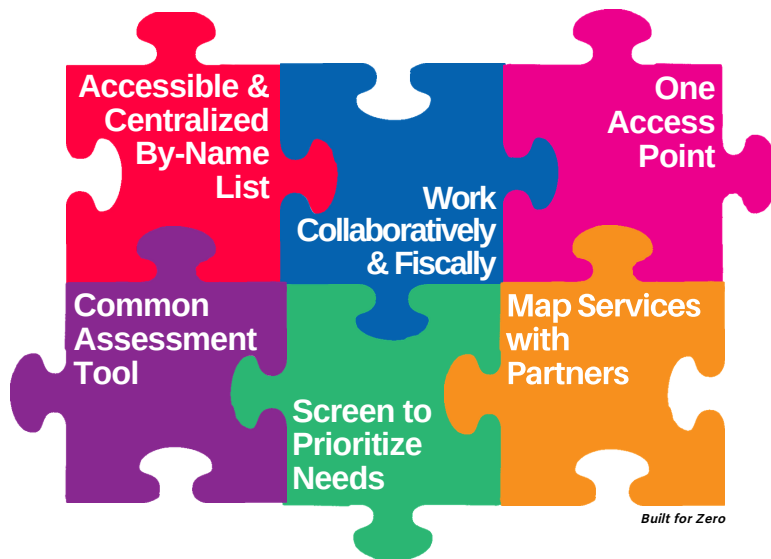 Accessible &
Centralized
By-Name
List
Work
Collaboratively
& Fiscally
One
Access
Point
Common
Assessment
Tool
Screen to
Prioritize
Needs
Map Services
with
Partners
Built for Zero